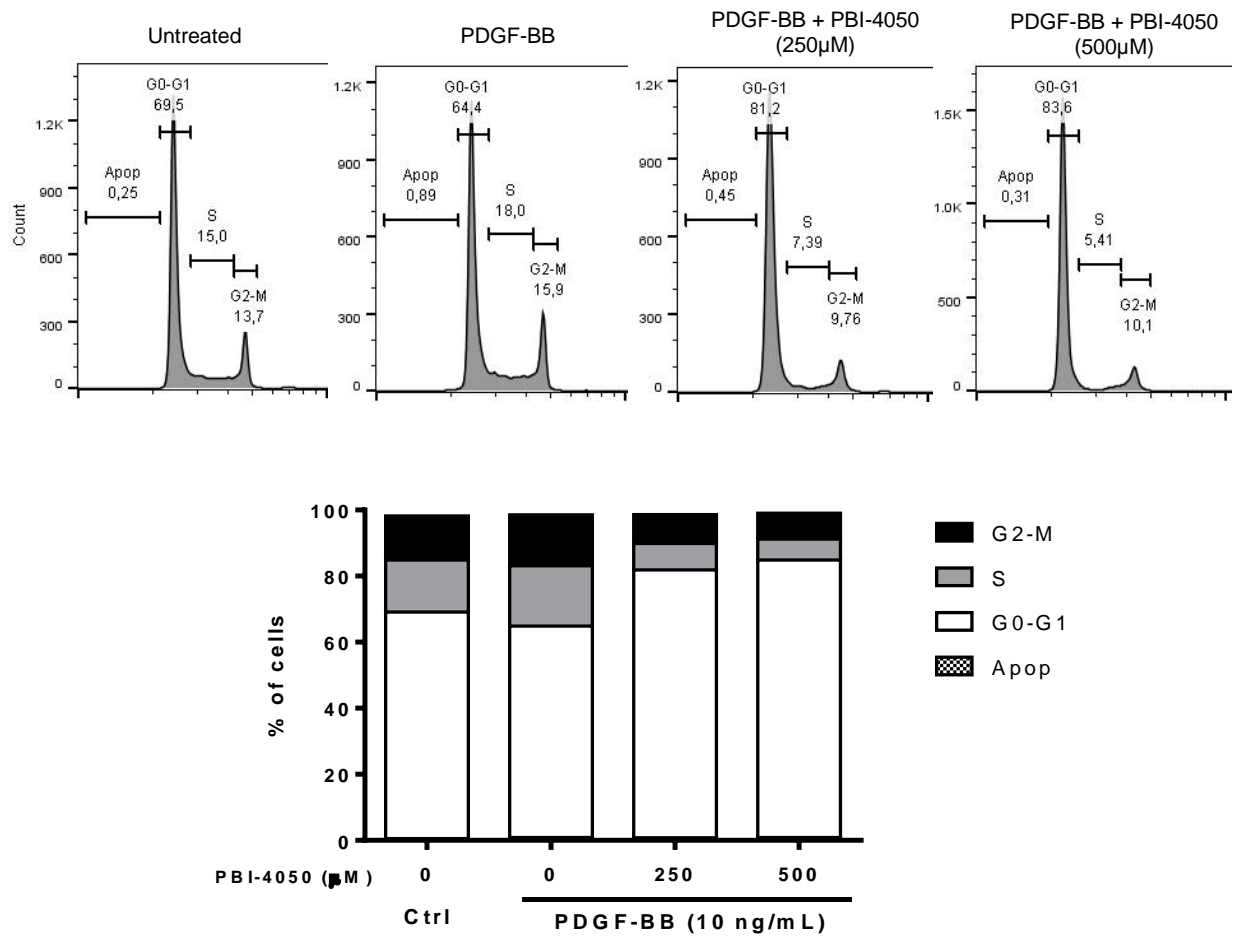 Untreated
PDGF-BB
PDGF-BB + PBI-4050
(250µM)
PDGF-BB + PBI-4050
(500µM)
Count
1.2K
900
600
300
0
G0-G1
69,5
Apop
0,25
S
15,0
G2-M
13,7
1.2K
900
600
300
0
G0-G1
64,4
Apop
0,89
S
18,0
G2-M
15,9
1.2K
900
600
300
0
G0-G1
81,2
Apop
0,45
S
7,39
G2-M
9,76
1.5K
1.0K
500
0
G0-G1
83,6
Apop
0,31
S
5,41
G2-M
10,1
% of cells
100
80
60
40
20
0
G2-M
S
G0-G1
Apop
PBI-4050 (µM) 0 0 250 500
Ctrl PDGF-BB (10 ng/mL)